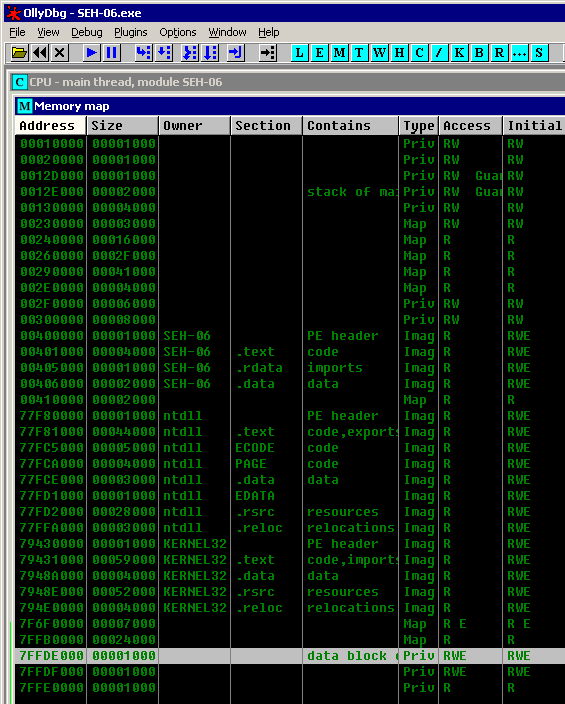 OllyDbg - SEH-06.exe
File View Debug Plugins Options Window Help
L E M T W H C / K B R ... S
C CPU - main thread, module SEH-06
M Memory map
Address Size Owner Section Contains Type Access Initial
00010000 00001000 Priv RW RW
00020000 00001000 Priv RW RW
0012D000 00001000 Priv RW Guar RW
0012E000 00002000 stack of mai Priv RW Guar RW
00130000 00004000 Priv RW RW
00230000 00003000 Map RW RW
00240000 00016000 Map R R
00260000 0002F000 Map R R
00290000 00041000 Map R R
002E0000 00004000 Map R R
002F0000 00006000 Priv RW RW
00300000 00008000 Priv RW RW
00400000 00001000 SEH-06 PE header Imag R RWE
00401000 00004000 SEH-06 .text code Imag R RWE
00405000 00001000 SEH-06 .rdata imports Imag R RWE
00406000 00002000 SEH-06 .data data Imag R RWE
00410000 00002000 Map R R
77F80000 00001000 ntdll PE header Imag R RWE
77F81000 00044000 ntdll .text code,exports Imag R RWE
77FC5000 00005000 ntdll ECODE code Imag R RWE
77FCA000 00004000 ntdll PAGE code Imag R RWE
77FCE000 00003000 ntdll .data data Imag R RWE
77FD1000 00001000 ntdll EDATA Imag R RWE
77FD2000 00028000 ntdll .rsrc resources Imag R RWE
77FFA000 00003000 ntdll .reloc relocations Imag R RWE
79430000 00001000 KERNEL32 PE header Imag R RWE
79431000 00059000 KERNEL32 .text code,imports Imag R RWE
7948A000 00004000 KERNEL32 .data data Imag R RWE
7948E000 00052000 KERNEL32 .rsrc resources Imag R RWE
794E0000 00004000 KERNEL32 .reloc relocations Imag R RWE
7F6F0000 00007000 Map R E R E
7FFB0000 00024000 Map R R
7FFDE000 00001000 data block Priv RWE RWE
7FFDF000 00001000 Priv RWE RWE
7FFE0000 00001000 Priv R R